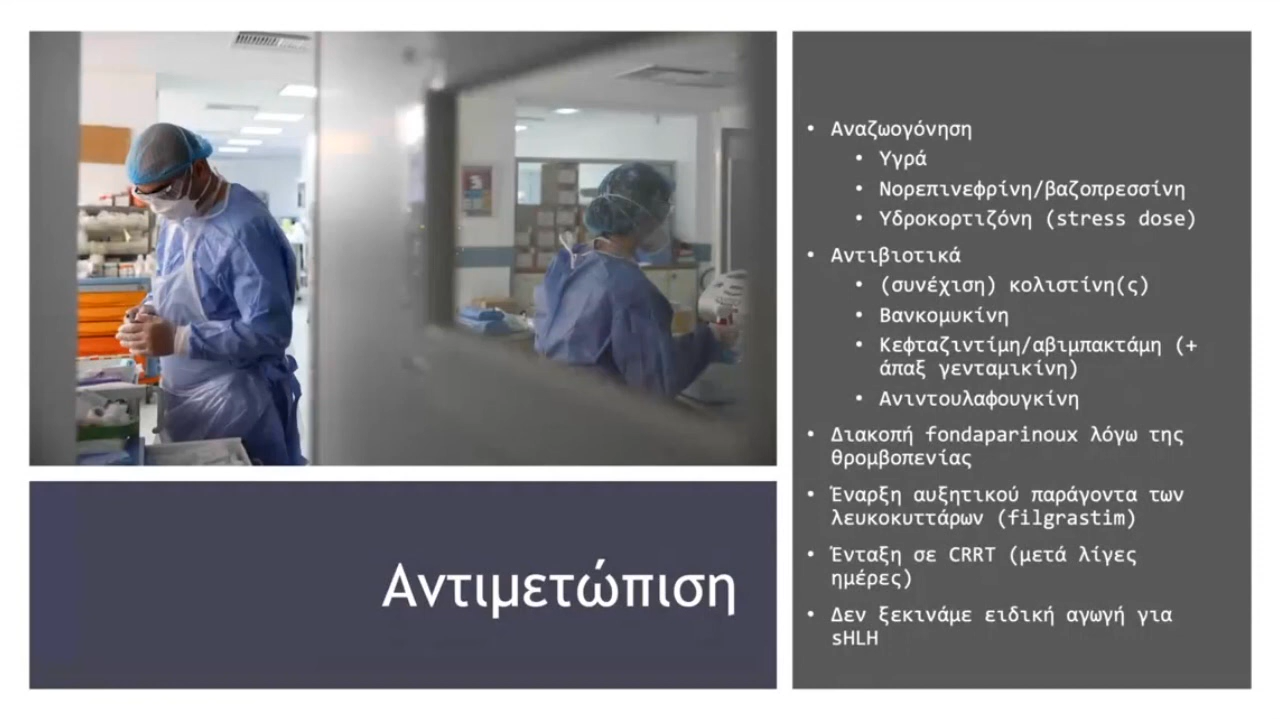 Αντιμετώπιση
• Αναζωογόνηση
• Υγρά
• Νορεπινεφρίνη/βαζοπρεσσίνη
• Υδροκορτιζόνη (stress dose)
• Αντιβιοτικά
• (συνέχιση) κολιστίνη(ς)
• Βανκομυκίνη
• Κεφταζιντίμη/αβιμπακτάμη (+
άπαξ γενταμικίνη)
• Ανιντουλαφουγκίνη
• Διακοπή fondaparinoux λόγω της
θρομβοπενίας
• Έναρξη αυξητικού παράγοντα των
λευκοκυττάρων (filgrastim)
• Ένταξη σε CRRT (μετά λίγες
ημέρες)
• Δεν ξεκινάμε ειδική αγωγή για
sHLH